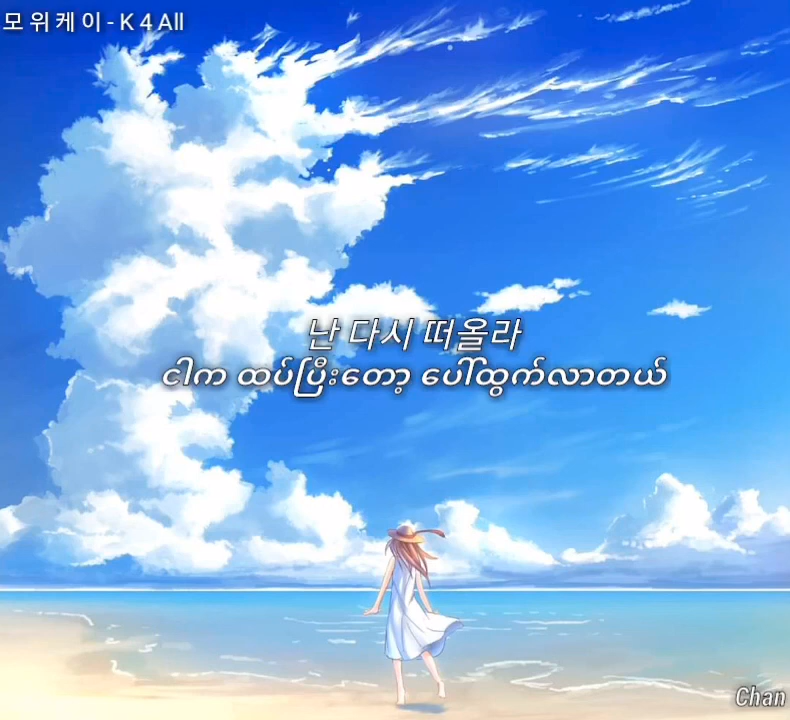 모 위 케 이 - K 4 All
난 다시 떠올라
ငါက ထပ်ပြီးတော့ ပေါ်ထွက်လာတယ်
Chan